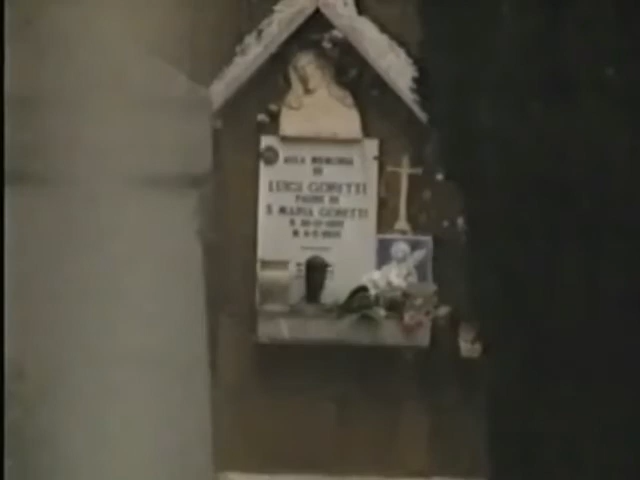 ALLA MEMORIA
DI
LUIGI GORETTI
PADRE DI
S. MARIA GORETTI